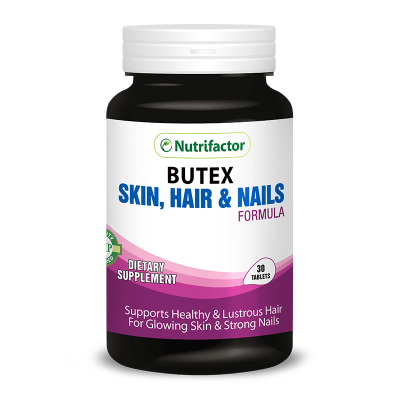 Nutrifactor
BUTEX
SKIN, HAIR & NAILS
FORMULA
DIETARY
SUPPLEMENT
30
TABLETS
Supports Healthy & Lustrous Hair
For Glowing Skin & Strong Nails